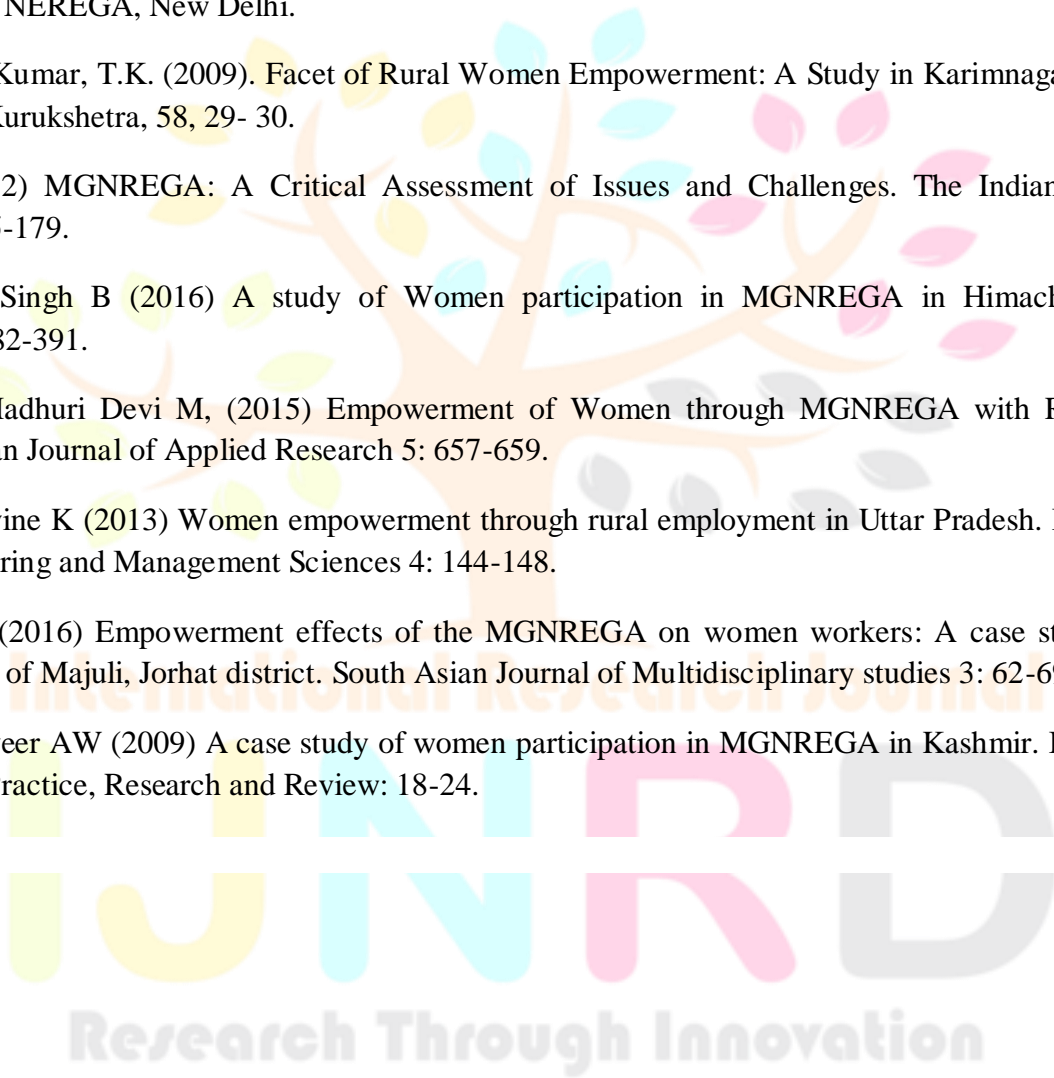 NEREGA, New Delhi.
Kumar, T.K. (2009). Facet of Rural Women Empowerment: A Study in Karimnaga
Kurukshetra, 58, 29- 30.
2) MGNREGA: A Critical Assessment of Issues and Challenges. The Indian
-179.
Singh B (2016) A study of Women participation in MGNREGA in Himach
82-391.
Madhuri Devi M, (2015) Empowerment of Women through MGNREGA with
an Journal of Applied Research 5: 657-659.
vine K (2013) Women empowerment through rural employment in Uttar Pradesh.
ring and Management Sciences 4: 144-148.
(2016) Empowerment effects of the MGNREGA on women workers: A case st
of Majuli, Jorhat district. South Asian Journal of Multidisciplinary studies 3: 62-69
International Research Journal
eer AW (2009) A case study of women participation in MGNREGA in Kashmir.
Practice, Research and Review: 18-24.
IJNRD
Research Through Innovation